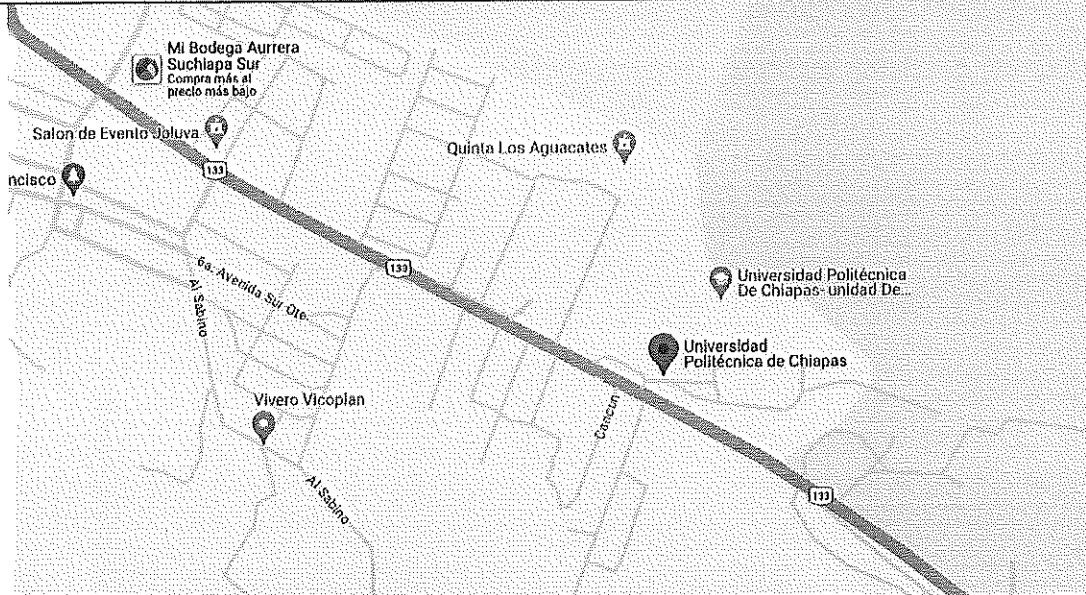 Mi Bodega Aurrera
Suchiapa Sur
Compra más al
precio más bajo
Salon de Evento Joluva
Quinta Los Aguacates
133
ncisco
133
6a. Avenida Sur Ote.
Al Sabino
Universidad Politécnica
De Chiapas- unidad De...
Universidad
Politécnica de Chiapas
Vivero Vicoplan
Cancún
Al Sabino
133